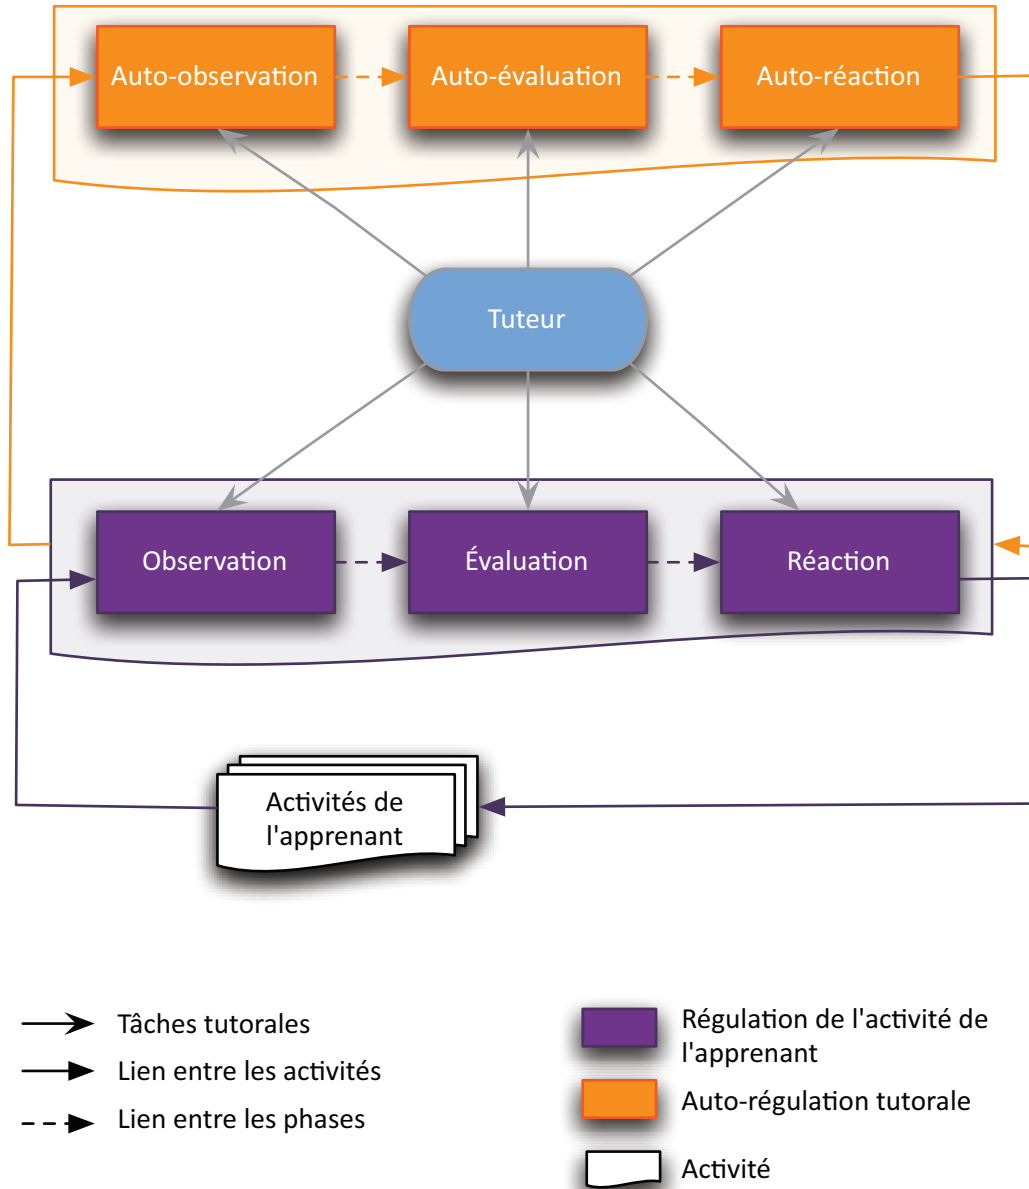 Auto-observation
Auto-évaluation
Auto-réaction
Tuteur
Observation
Évaluation
Réaction
Activités de
l'apprenant
Tâches tutorales
Lien entre les activités
Lien entre les phases
Régulation de l'activité de
l'apprenant
Auto-régulation tutorale
Activité